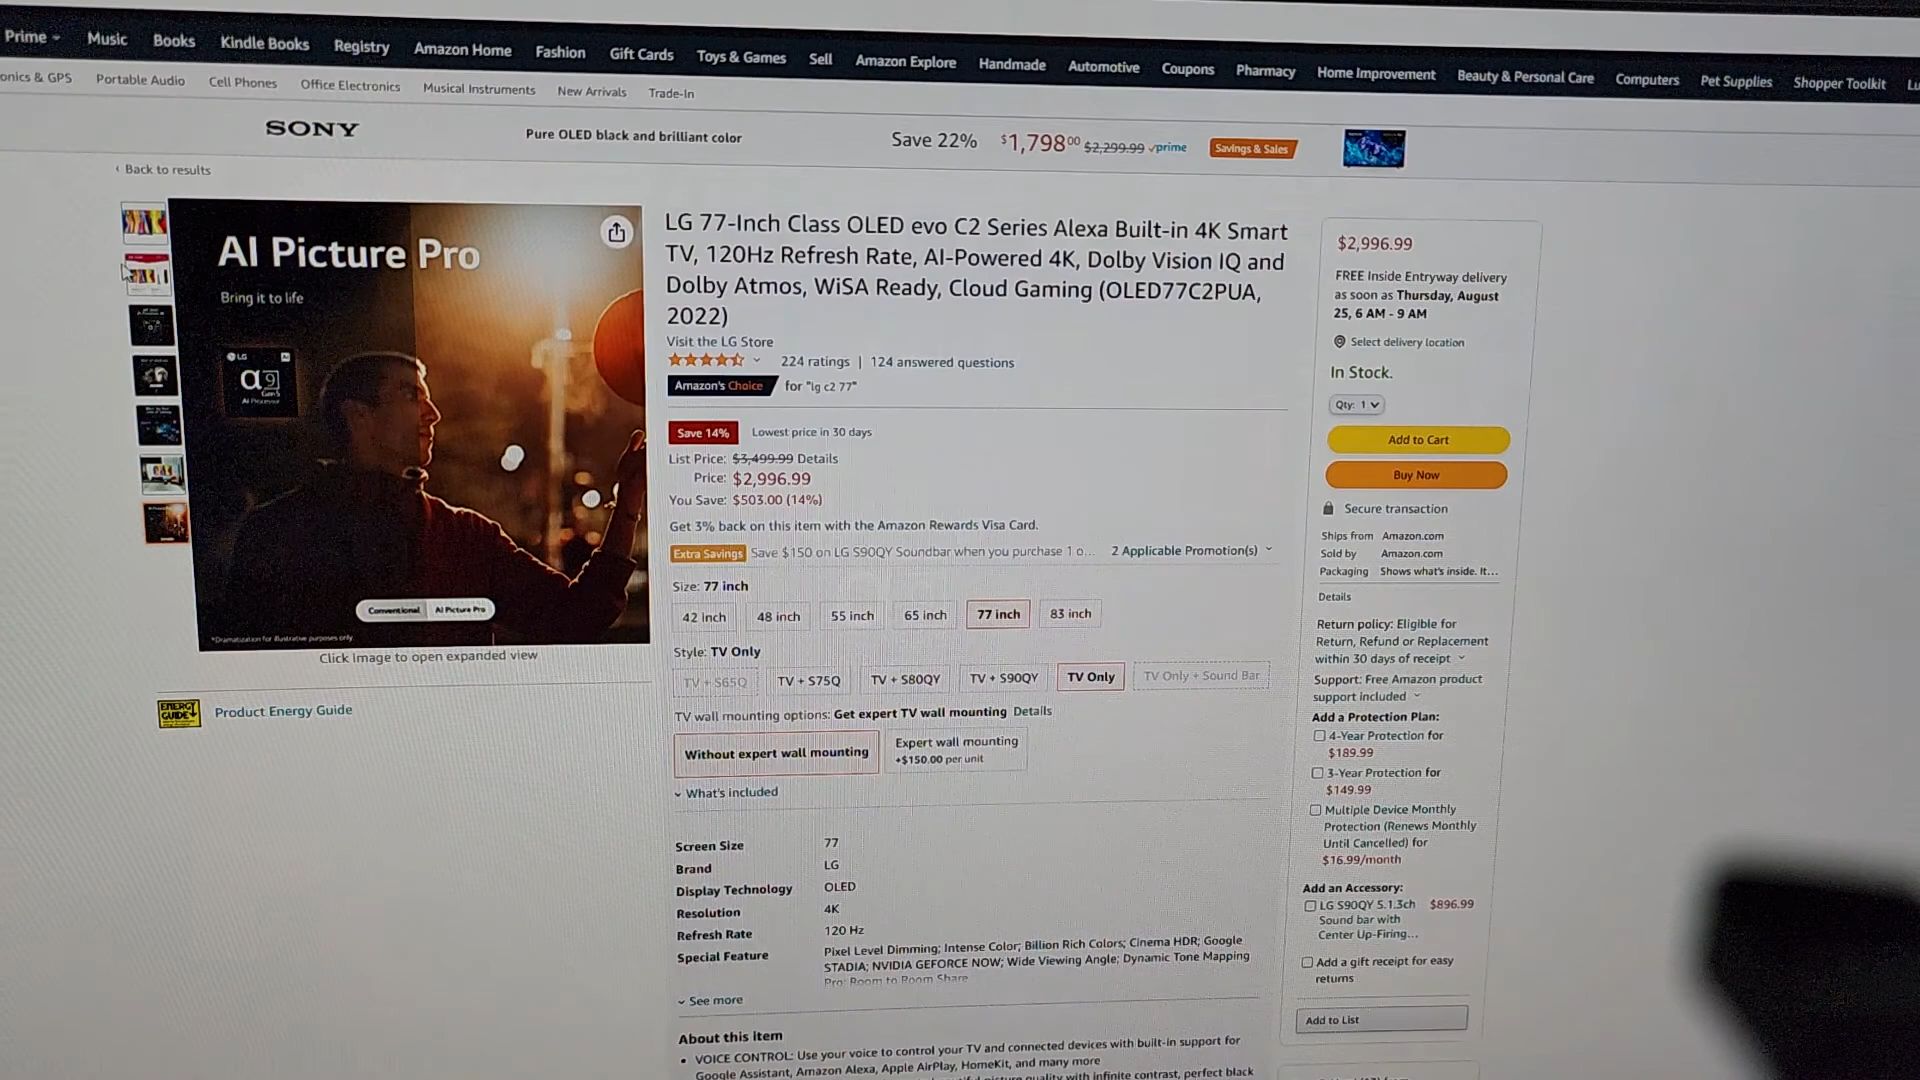 Prime Music Books Kindle Books Registry Amazon Home Fashion Gift Cards Toys & Games Sell Amazon Explore Handmade Automotive Coupons Pharmacy Home Improvement Beauty & Personal Care Computers Pet Supplies Shopper Toolkit
onics & GPS Portable Audio Cell Phones Office Electronics Musical Instruments New Arrivals Trade-In
SONY Pure OLED black and brilliant color Save 22% $1,798.00 $2,299.99 prime Savings & Sales
‹ Back to results
AI Picture Pro
Bring it to life
LG AI
α9
Gen5
AI Processor
Conventional AI Picture Pro
*Dramatization for illustrative purposes only.
Click image to open expanded view
ENERGY
GUIDE
Product Energy Guide
LG 77-Inch Class OLED evo C2 Series Alexa Built-in 4K Smart
TV, 120Hz Refresh Rate, AI-Powered 4K, Dolby Vision IQ and
Dolby Atmos, WiSA Ready, Cloud Gaming (OLED77C2PUA,
2022)
Visit the LG Store
224 ratings | 124 answered questions
Amazon's Choice for "lg c2 77"
Save 14% Lowest price in 30 days
List Price: $3,499.99 Details
Price: $2,996.99
You Save: $503.00 (14%)
Get 3% back on this item with the Amazon Rewards Visa Card.
Extra Savings Save $150 on LG S90QY Soundbar when you purchase 1 o... 2 Applicable Promotion(s)
Size: 77 inch
42 inch 48 inch 55 inch 65 inch 77 inch 83 inch
Style: TV Only
TV + S65Q TV + S75Q TV + S80QY TV + S90QY TV Only TV Only + Sound Bar
TV wall mounting options: Get expert TV wall mounting Details
Without expert wall mounting
Expert wall mounting
+$150.00 per unit
What's included
Screen Size 77
Brand LG
Display Technology OLED
Resolution 4K
Refresh Rate 120 Hz
Special Feature Pixel Level Dimming; Intense Color; Billion Rich Colors; Cinema HDR; Google
STADIA; NVIDIA GEFORCE NOW; Wide Viewing Angle; Dynamic Tone Mapping
Pro; Room to Room Share
See more
About this item
• VOICE CONTROL: Use your voice to control your TV and connected devices with built-in support for
Google Assistant, Amazon Alexa, Apple AirPlay, HomeKit, and many more
picture quality with infinite contrast, perfect black
$2,996.99
FREE Inside Entryway delivery
as soon as Thursday, August
25, 6 AM - 9 AM
Select delivery location
In Stock.
Qty: 1
Add to Cart
Buy Now
Secure transaction
Ships from Amazon.com
Sold by Amazon.com
Packaging Shows what's inside. It...
Details
Return policy: Eligible for
Return, Refund or Replacement
within 30 days of receipt
Support: Free Amazon product
support included
Add a Protection Plan:
4-Year Protection for
$189.99
3-Year Protection for
$149.99
Multiple Device Monthly
Protection (Renews Monthly
Until Cancelled) for
$16.99/month
Add an Accessory:
LG S90QY 5.1.3ch $896.99
Sound bar with
Center Up-Firing...
Add a gift receipt for easy
returns
Add to List